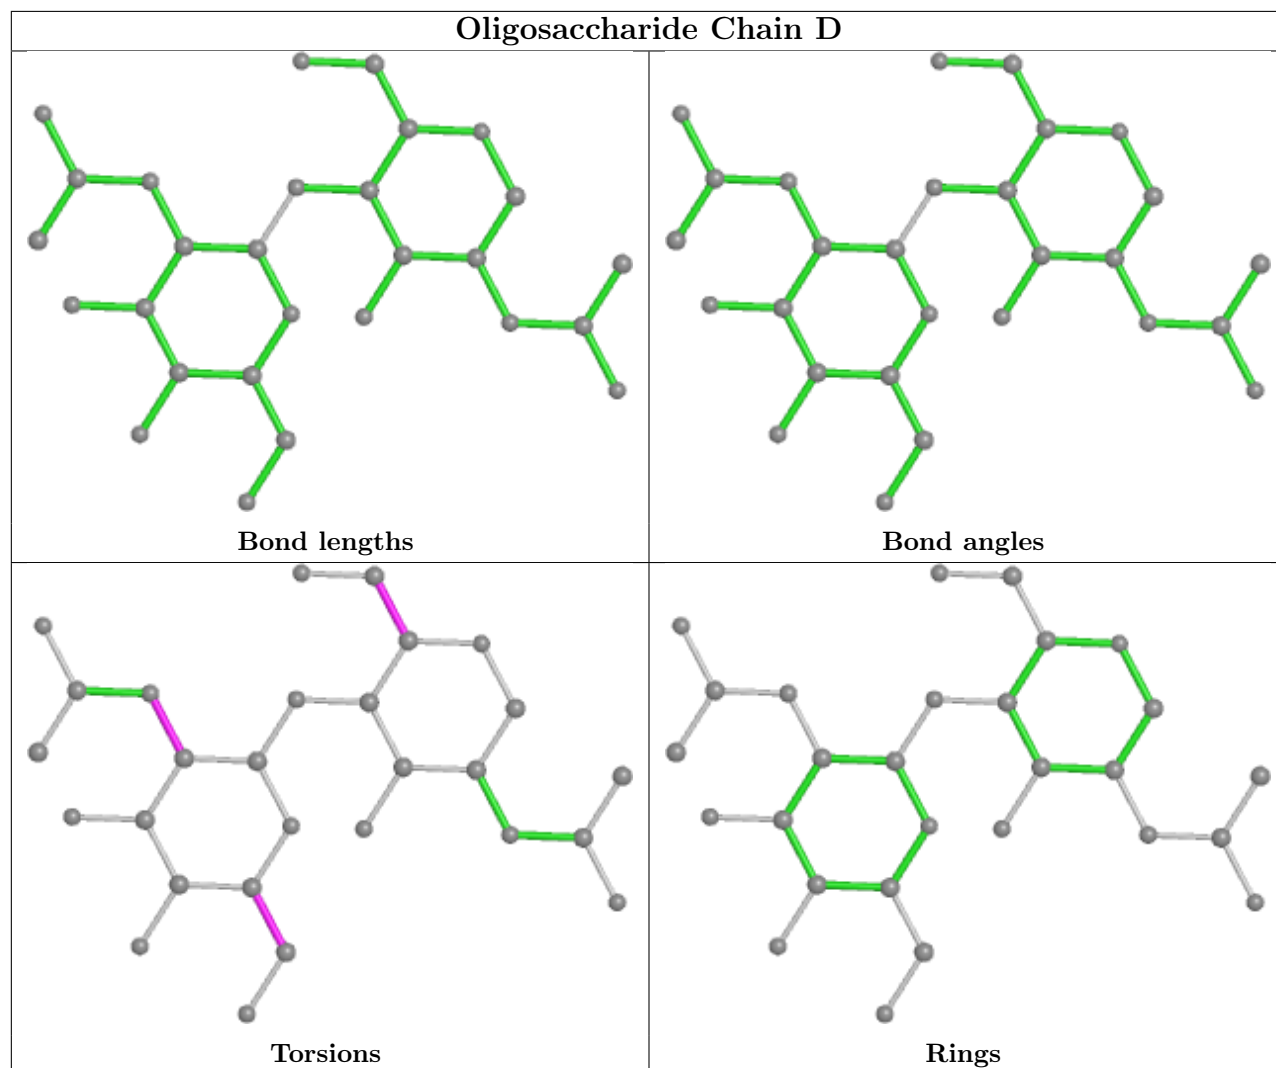 Oligosaccharide Chain D
Bond lengths
Bond angles
Torsions
Rings